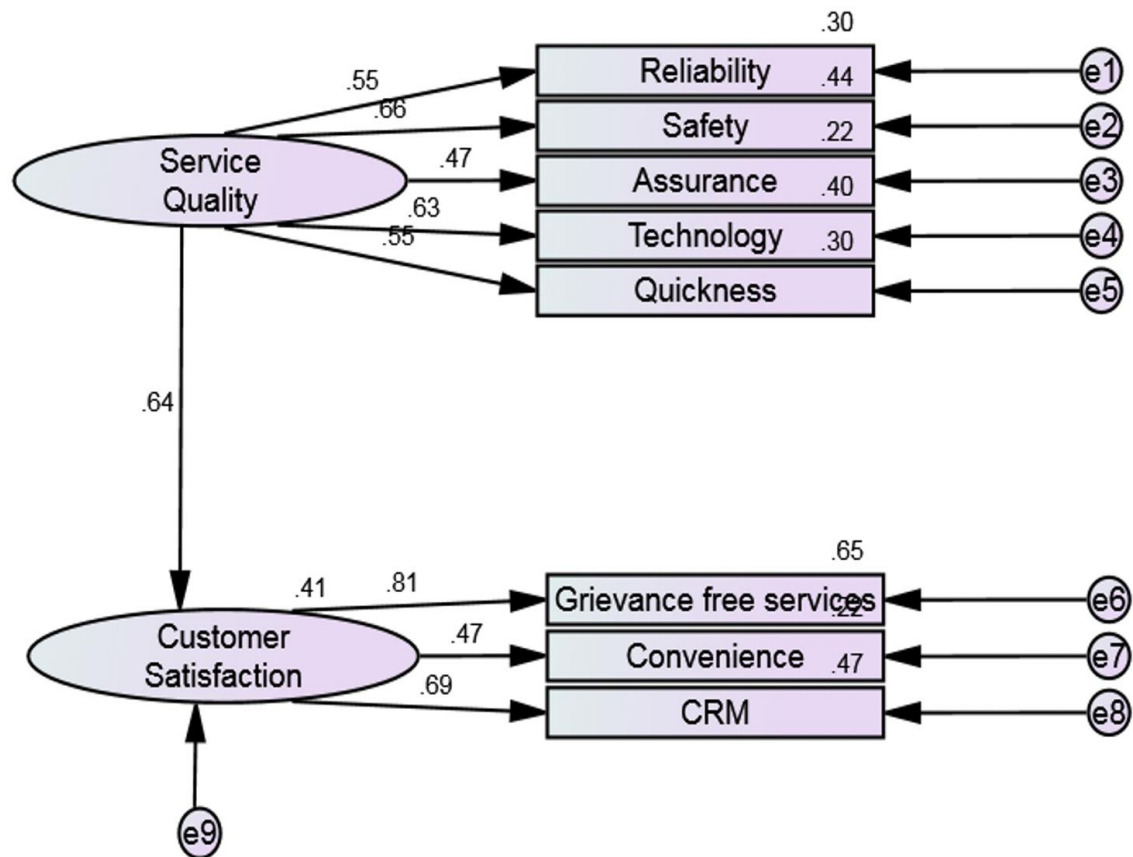 .30
.55
Reliability
.44
e1
.66
Safety
.22
e2
Service
Quality
.47
Assurance
.40
e3
.63
Technology
.30
e4
.55
Quickness
e5
.64
.65
.41
.81
Grievance free services
.22
e6
Customer
Satisfaction
.47
Convenience
.47
e7
.69
CRM
e8
e9